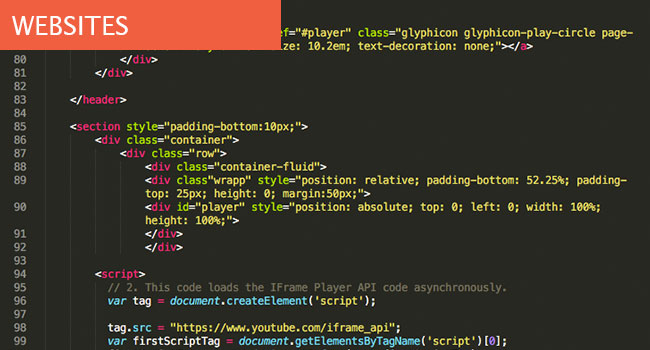 WEBSITES
ef="#player" class="glyphicon glyphicon-play-circle page-
ize: 10.2em; text-decoration: none;"></a>
80 </div>
81 </div>
82
83 </header>
84
85 <section style="padding-bottom:10px;">
86 <div class="container">
87 <div class="row">
88 <div class="container-fluid">
89 <div class"wrapp" style="position: relative; padding-bottom: 52.25%; padding-
top: 25px; height: 0; margin:50px;">
90 <div id="player" style="position: absolute; top: 0; left: 0; width: 100%;
height: 100%;">
91 </div>
92 </div>
93
94 <script>
95 // 2. This code loads the IFrame Player API code asynchronously.
96 var tag = document.createElement('script');
97
98 tag.src = "https://www.youtube.com/iframe_api";
99 var firstScriptTag = document.getElementsByTagName('script')[0];